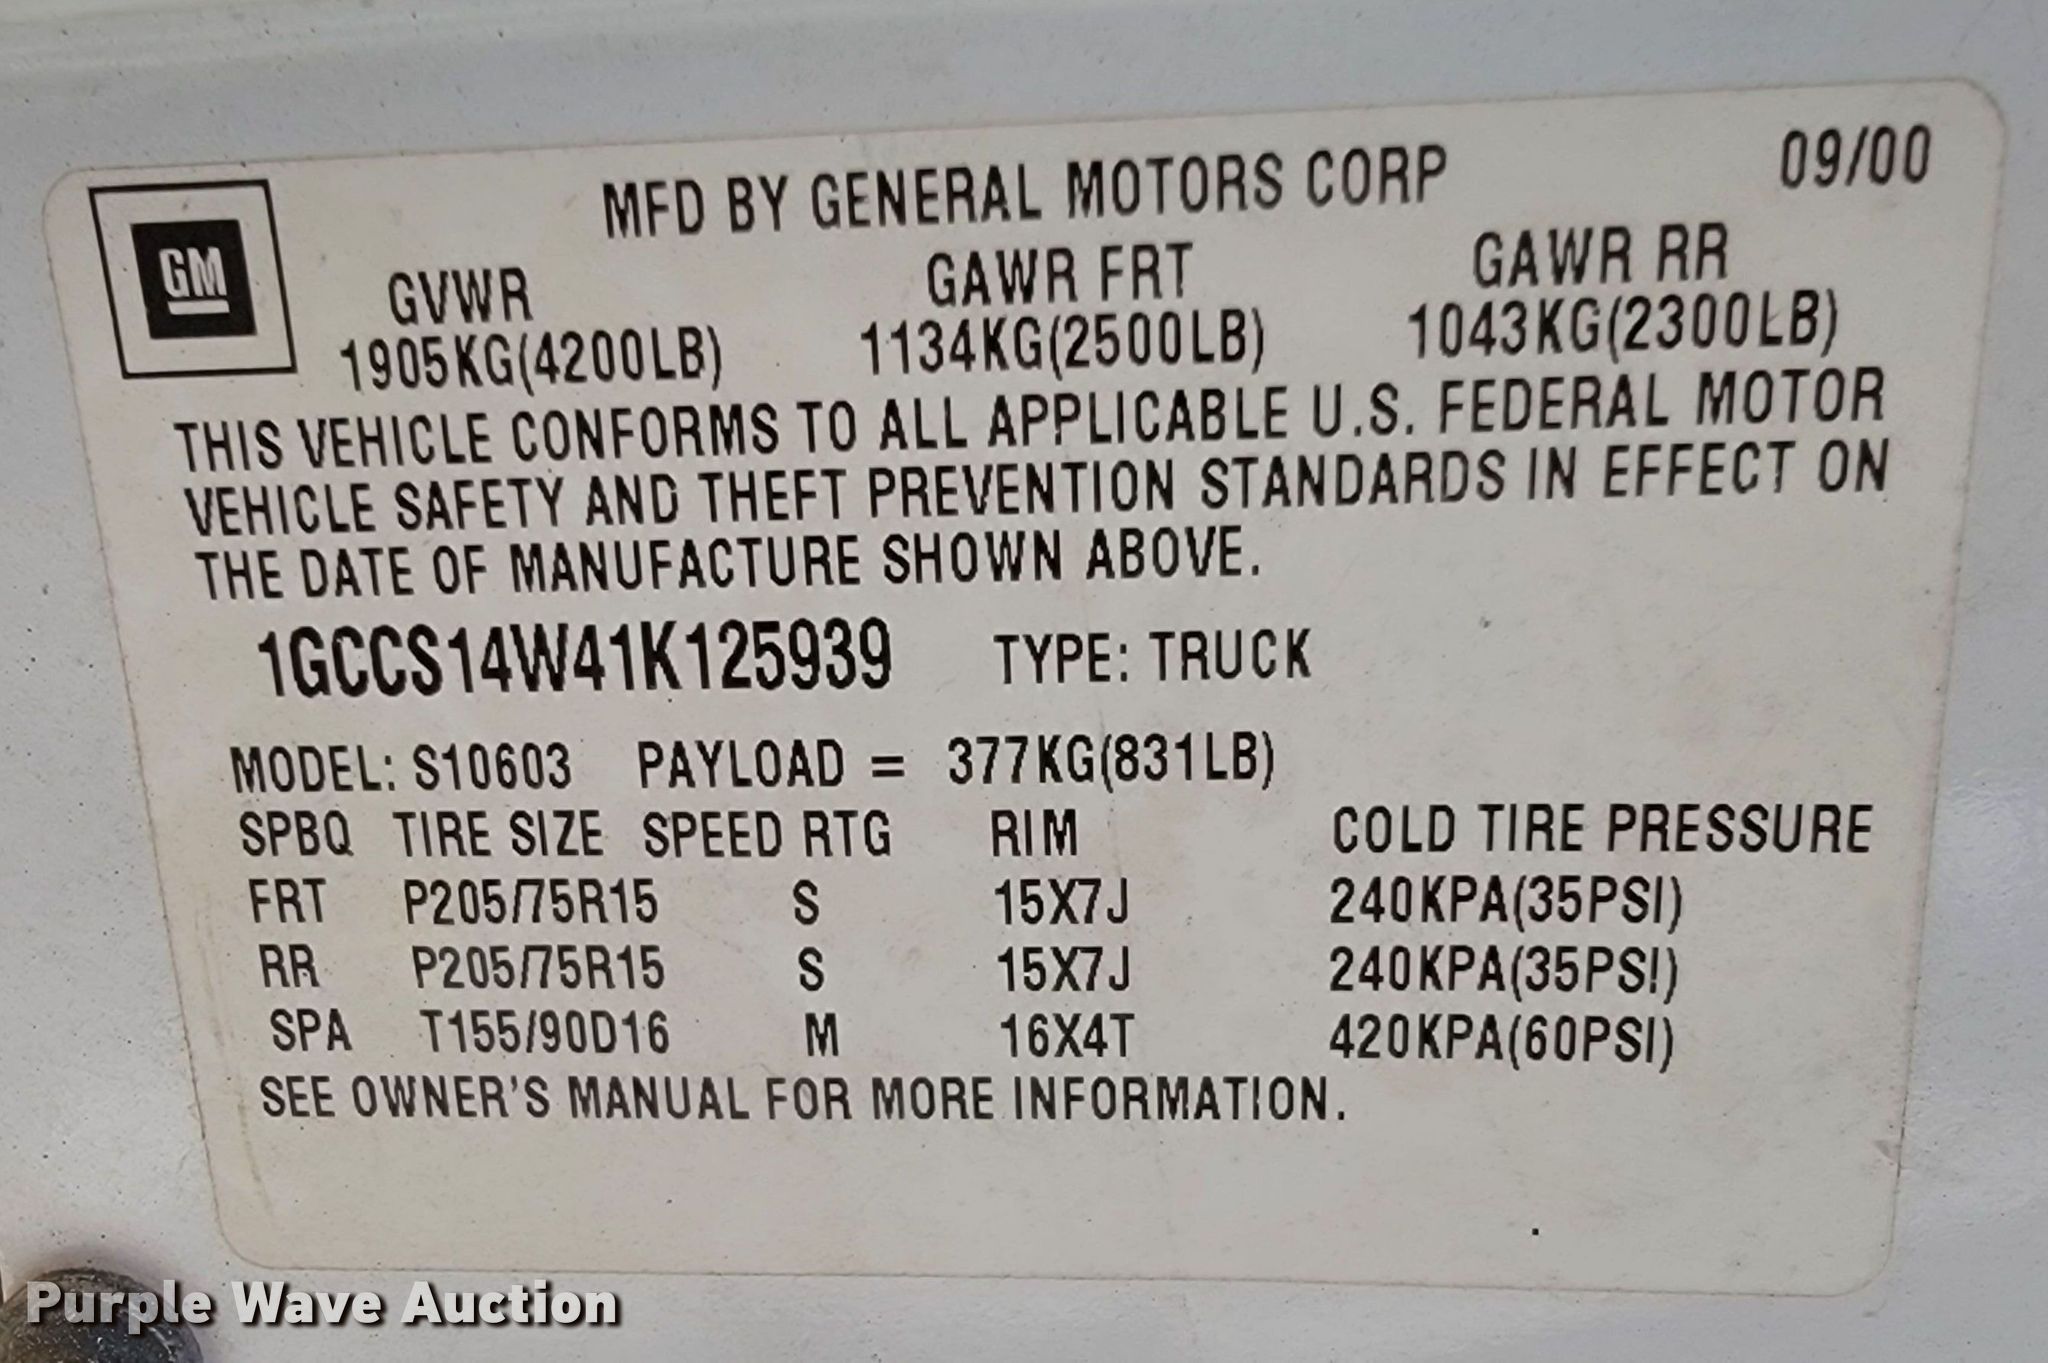 GM
MFD BY GENERAL MOTORS CORP 09/00
GVWR GAWR FRT GAWR RR
1905KG(4200LB) 1134KG(2500LB) 1043KG(2300LB)
THIS VEHICLE CONFORMS TO ALL APPLICABLE U.S. FEDERAL MOTOR
VEHICLE SAFETY AND THEFT PREVENTION STANDARDS IN EFFECT ON
THE DATE OF MANUFACTURE SHOWN ABOVE.
1GCCS14W41K125939 TYPE: TRUCK
MODEL: S10603 PAYLOAD = 377KG(831LB)
SPBQ TIRE SIZE SPEED RTG RIM COLD TIRE PRESSURE
FRT P205/75R15 S 15X7J 240KPA(35PSI)
RR P205/75R15 S 15X7J 240KPA(35PSI)
SPA T155/90D16 M 16X4T 420KPA(60PSI)
SEE OWNER'S MANUAL FOR MORE INFORMATION.
Purple Wave Auction